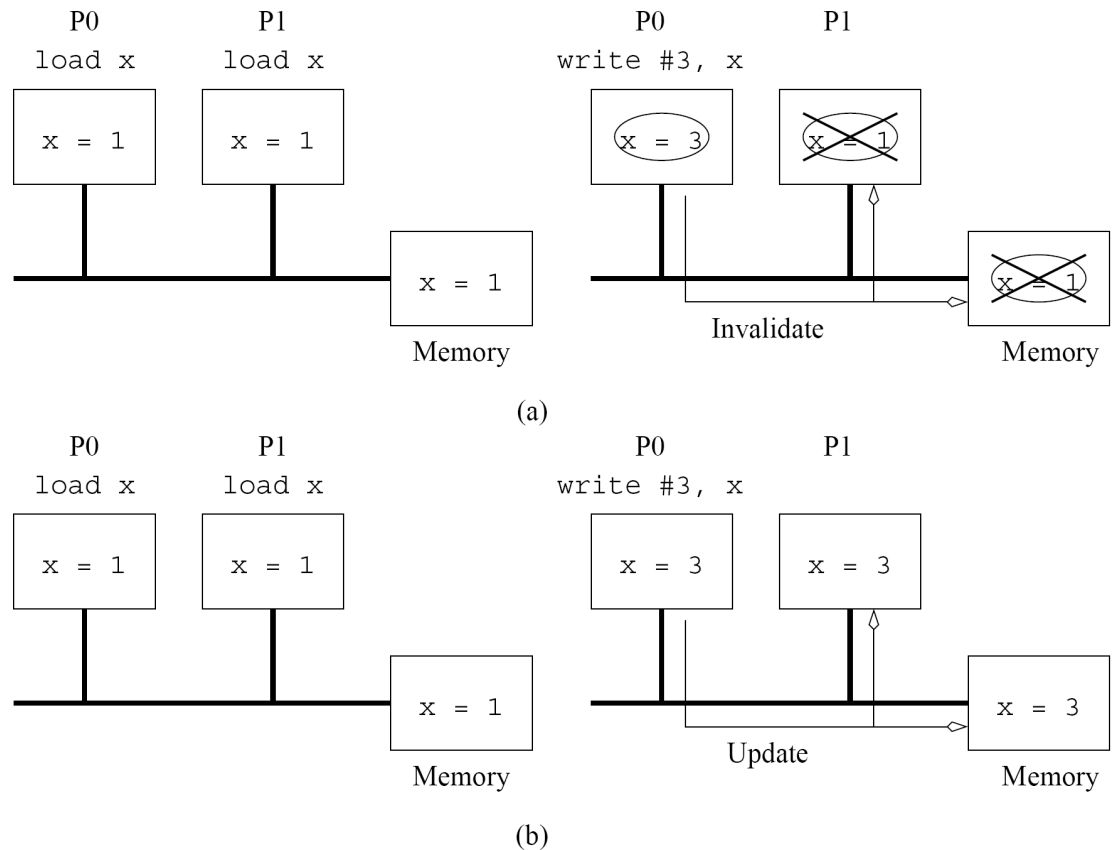 P0 P1 P0 P1
load x load x write #3, x
x = 1 x = 1 x = 3 x = 1
x = 1 x = 1
Invalidate
Memory Memory
(a)
P0 P1 P0 P1
load x load x write #3, x
x = 1 x = 1 x = 3 x = 3
x = 1 x = 3
Update
Memory Memory
(b)